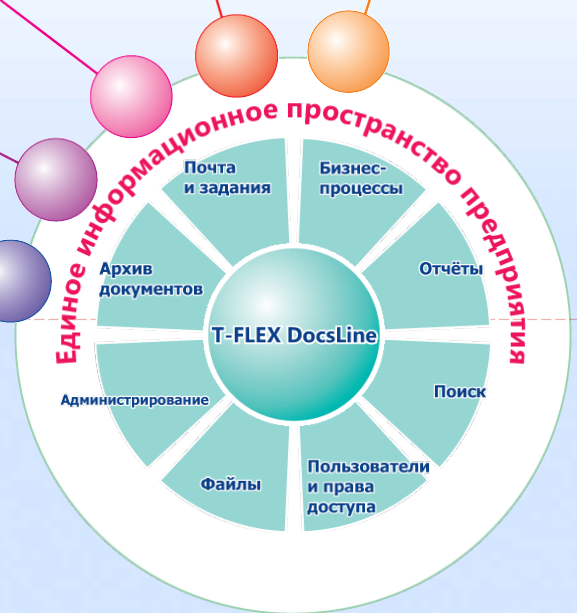 Единое информационное пространство предприятия
Почта
и задания
Бизнес-
процессы
Архив
документов
Отчёты
T-FLEX DocsLine
Администрирование
Поиск
Файлы
Пользователи
и права
доступа